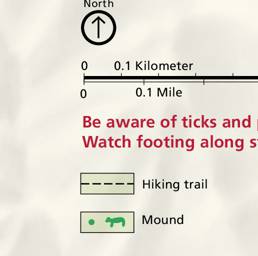 North
0 0.1 Kilometer
0 0.1 Mile
Be aware of ticks and
Watch footing along
Hiking trail
Mound